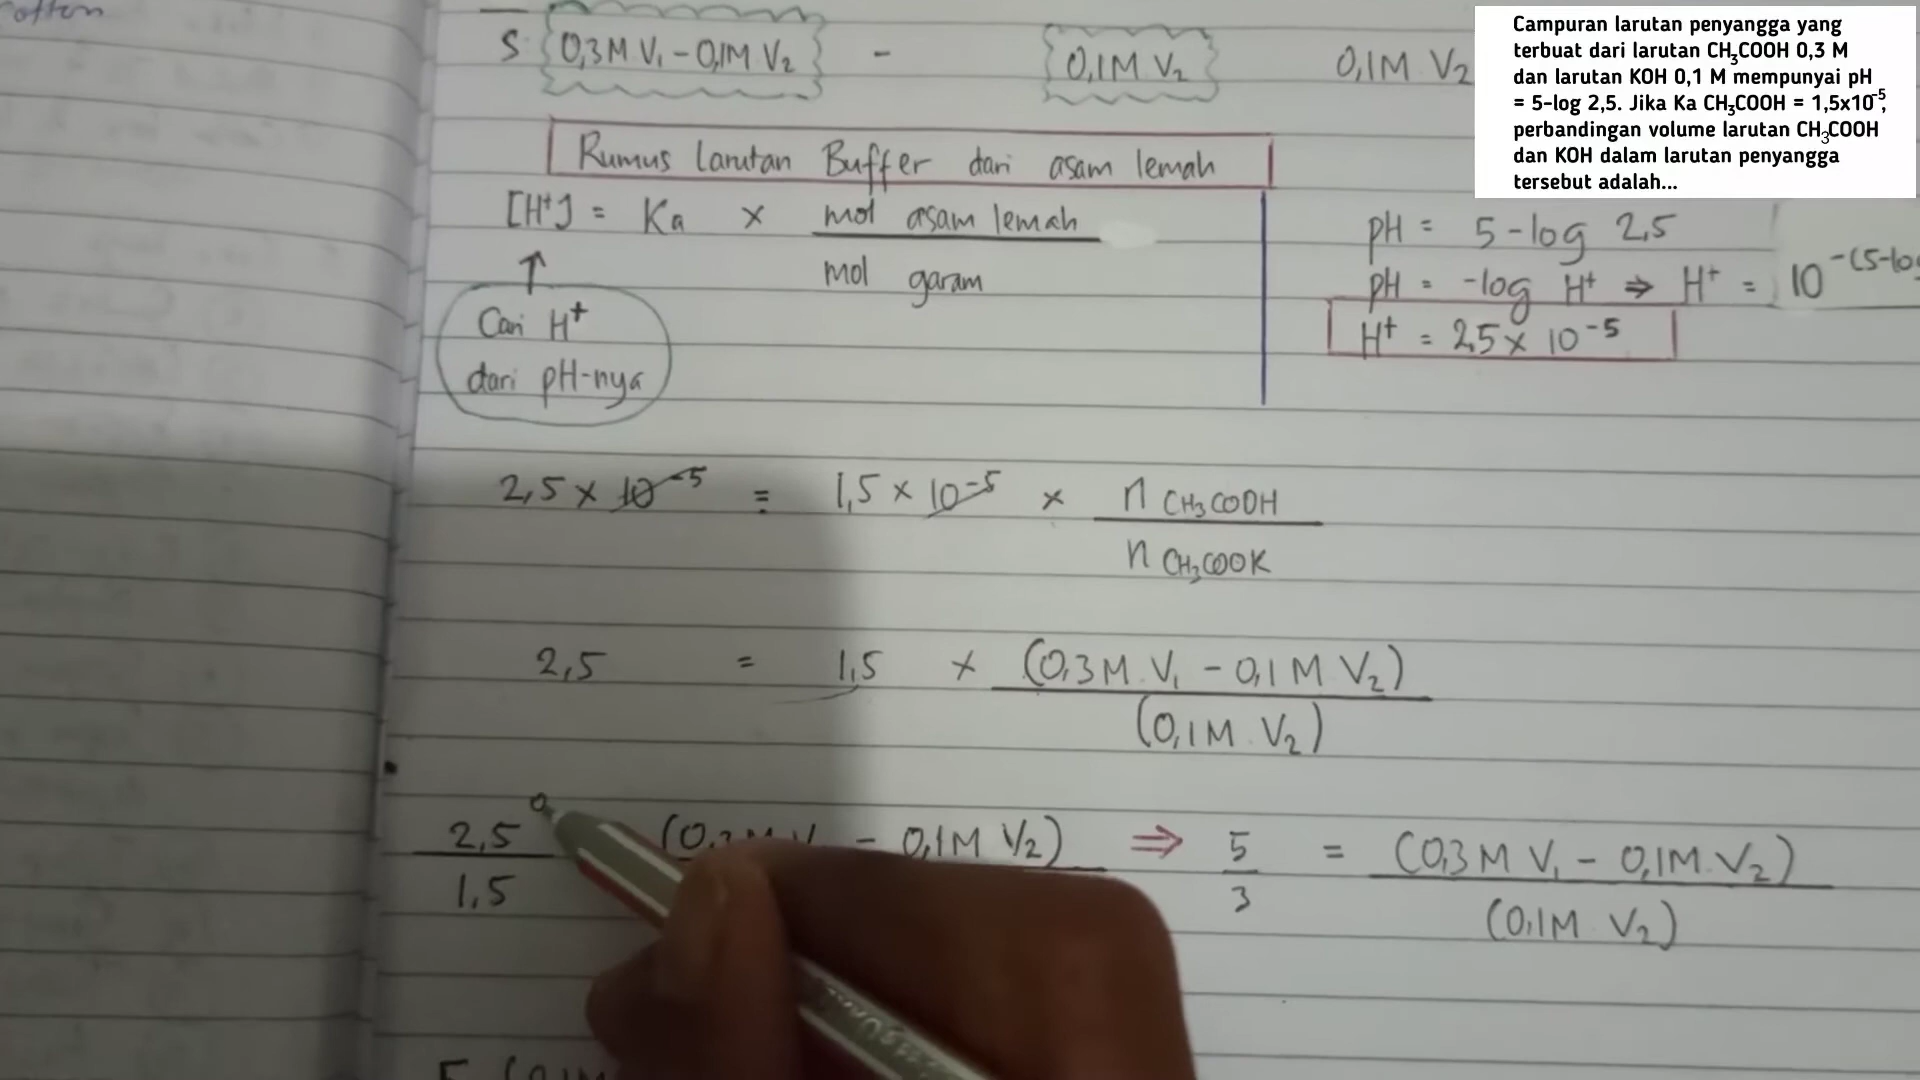 S 0,3M V₁ - 0,1M V₂ - 0,1M V₂ 0,1M V₂
Campuran larutan penyangga yang
terbuat dari larutan CH₃COOH 0,3 M
dan larutan KOH 0,1 M mempunyai pH
= 5-log 2,5. Jika Ka CH₃COOH = 1,5x10⁻⁵,
perbandingan volume larutan CH₃COOH
dan KOH dalam larutan penyangga
tersebut adalah...
Rumus Larutan Buffer dari asam lemah
[H⁺] = Ka x mol asam lemah
mol garam
Cari H⁺
dari pH-nya
pH = 5-log 2,5
pH = -log H⁺ ⇒ H⁺ = 10
H⁺ = 2,5 x 10⁻⁵
2,5 x 10⁻⁵ = 1,5 x 10⁻⁵ x n CH₃COOH
n CH₃COOK
2,5 = 1,5 x (0,3 M. V₁ - 0,1 M V₂)
(0,1M. V₂)
2,5 - 0,1M V₂) ⇒ 5 = (0,3 M V₁ - 0,1M. V₂)
1,5 3 (0,1M. V₂)